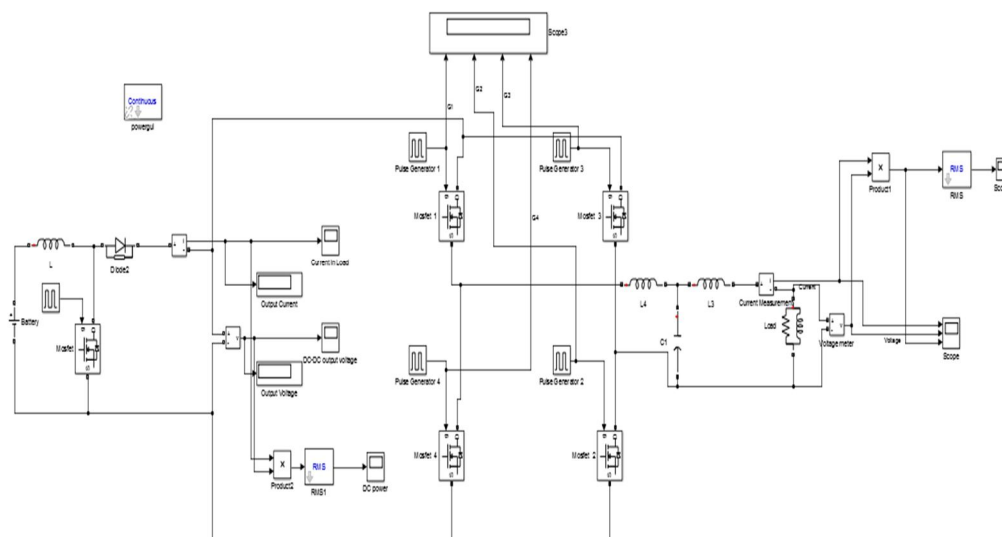 Scope3
Continuous
powergui
G1
G2
G3
G4
Pulse Generator 1
Pulse Generator 3
Mosfet 1
Mosfet 3
Product1
RMS
RMS
L
Diode2
Current in Load
Output Current
Battery
Mosfet
DC-DC output voltage
Output Voltage
L4
L3
Current Measurement
Current
Load
C1
Voltage meter
Voltage
Scope
Pulse Generator 4
Pulse Generator 2
Mosfet 4
Mosfet 2
Product2
RMS
RMS1
DC power